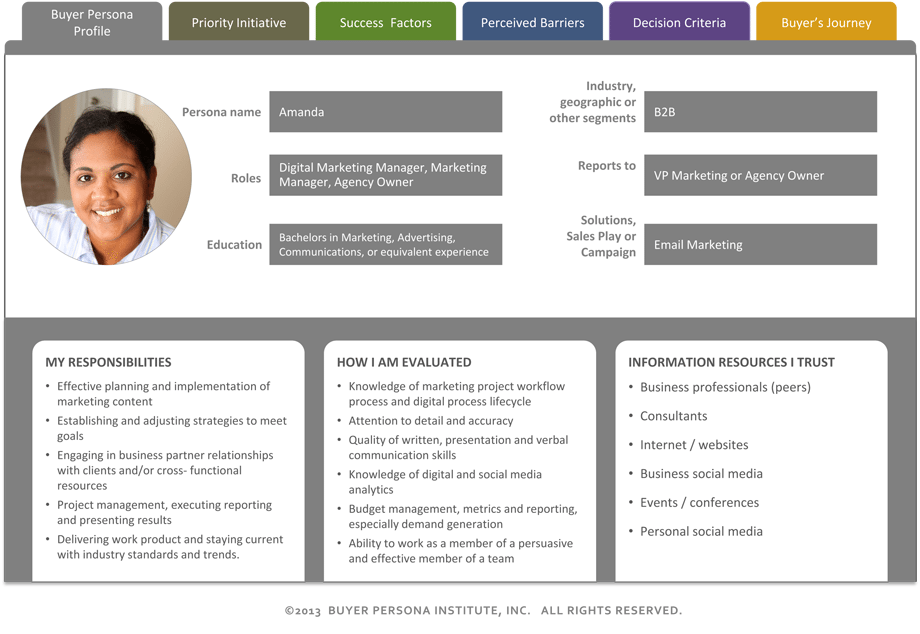 Buyer Persona
Profile
Priority Initiative
Success  Factors
Perceived Barriers
Decision Criteria
Buyer's Journey
Persona name
Amanda
Industry,
geographic or
other segments
B2B
Roles
Digital Marketing Manager, Marketing
Manager, Agency Owner
Reports to
VP Marketing or Agency Owner
Education
Bachelors in Marketing, Advertising,
Communications, or equivalent experience
Solutions,
Sales Play or
Campaign
Email Marketing
MY RESPONSIBILITIES
• Effective planning and implementation of
marketing content
• Establishing and adjusting strategies to meet
goals
• Engaging in business partner relationships
with clients and/or cross- functional
resources
• Project management, executing reporting
and presenting results
• Delivering work product and staying current
with industry standards and trends.
HOW I AM EVALUATED
• Knowledge of marketing project workflow
process and digital process lifecycle
• Attention to detail and accuracy
• Quality of written, presentation and verbal
communication skills
• Knowledge of digital and social media
analytics
• Budget management, metrics and reporting,
especially demand generation
• Ability to work as a member of a persuasive
and effective member of a team
INFORMATION RESOURCES I TRUST
• Business professionals (peers)
• Consultants
• Internet / websites
• Business social media
• Events / conferences
• Personal social media
©2013  BUYER PERSONA INSTITUTE, INC.   ALL RIGHTS RESERVED.